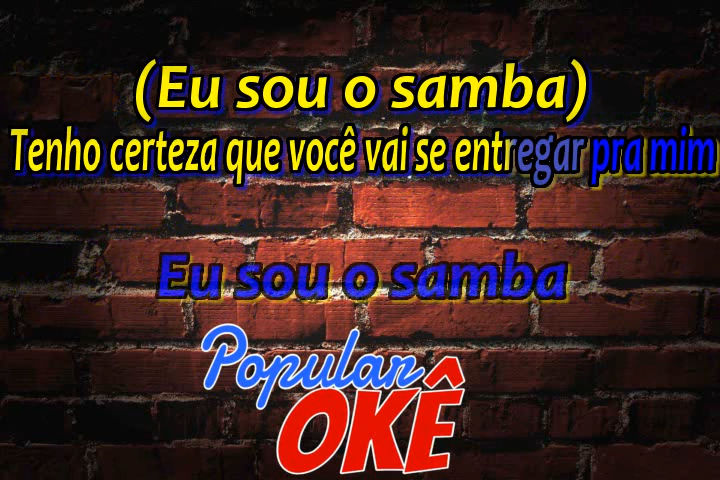 (Eu sou o samba)
Tenho certeza que você vai se entregar pra mim
Eu sou o samba
Popular
OKÊ